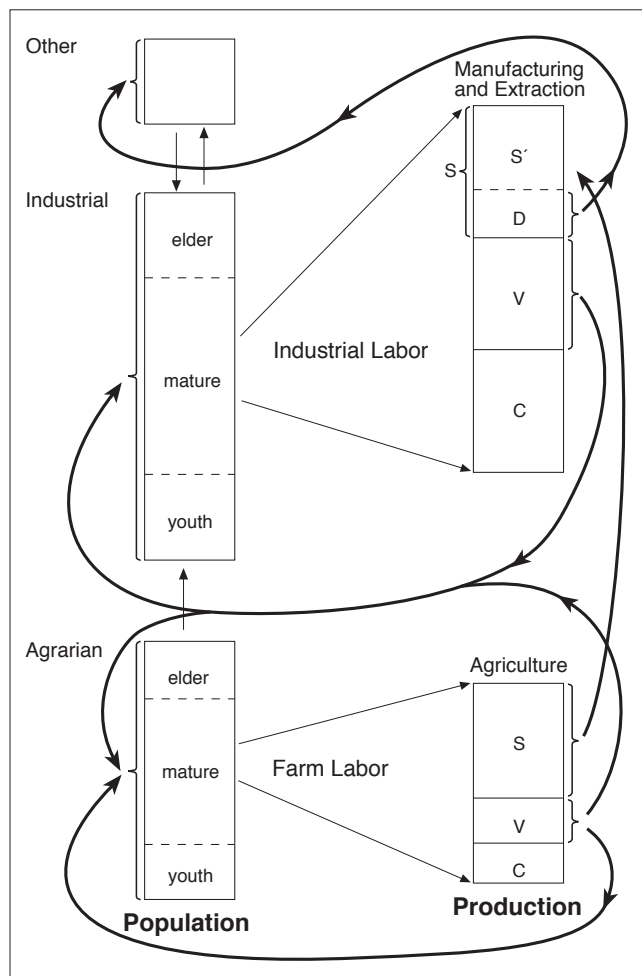 Other
Manufacturing
and Extraction
S
S´
D
V
C
Industrial
elder
mature
youth
Industrial Labor
Agrarian
elder
mature
youth
Farm Labor
Agriculture
S
V
C
Population
Production